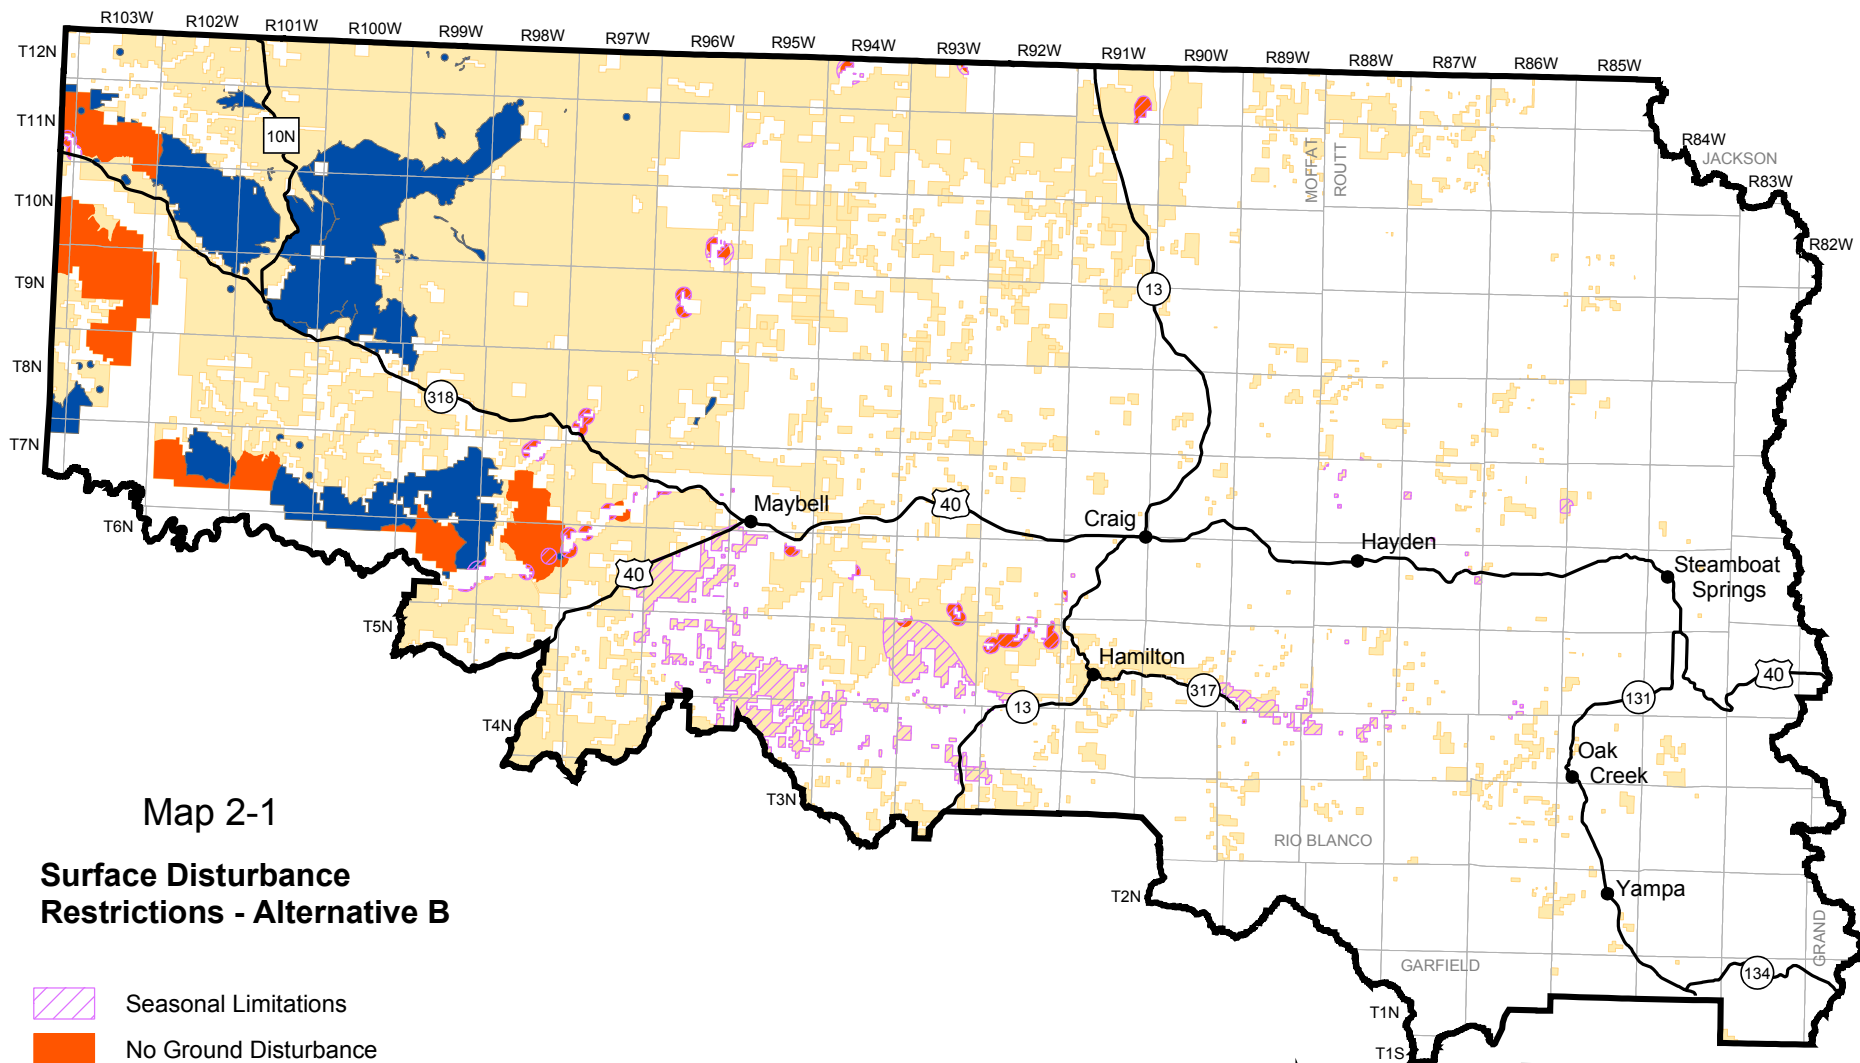 R103W
R102W
R101W
R100W
R99W
R98W
R97W
R96W
R95W
R94W
R93W
R92W
R91W
R90W
R89W
R88W
R87W
R86W
R85W
T12N
T11N
R84W
JACKSON
R83W
10N
MOFFAT
ROUTT
T10N
R82W
T9N
13
T8N
318
T7N
T6N
Maybell
40
Craig
Hayden
Steamboat
Springs
40
T5N
Hamilton
317
13
131
40
T4N
Oak
Creek
T3N
Map 2-1
RIO BLANCO
Surface Disturbance
Restrictions - Alternative B
T2N
Yampa
GRAND
GARFIELD
134
Seasonal Limitations
T1N
No Ground Disturbance
T1S